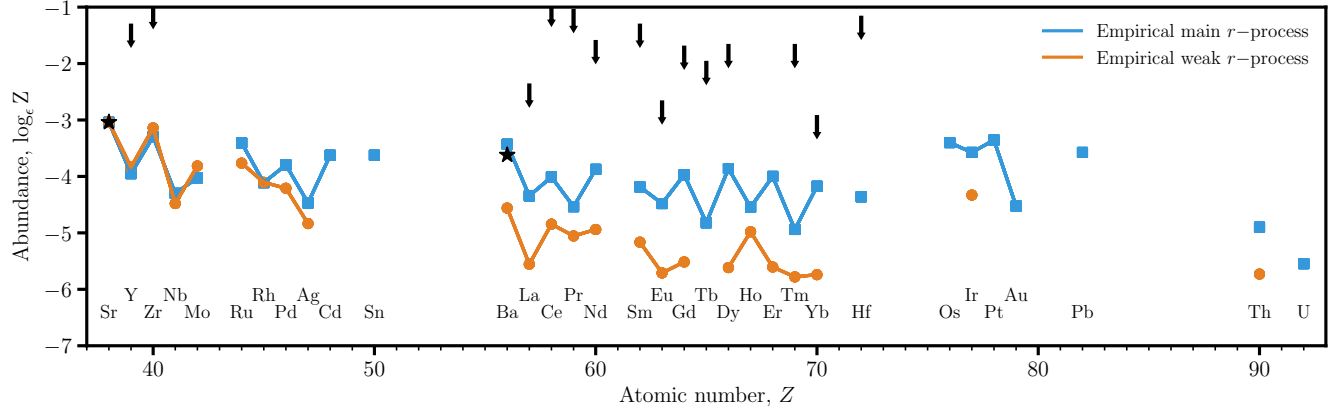 −1
−2
−3
−4
−5
−6
−7
Abundance, log_ϵ Z
Empirical main r−process
Empirical weak r−process
Y Nb Rh Ag La Pr Eu Tb Ho Tm Ir Au
Sr Zr Mo Ru Pd Cd Sn Ba Ce Nd Sm Gd Dy Er Yb Hf Os Pt Pb Th U
40 50 60 70 80 90
Atomic number, Z